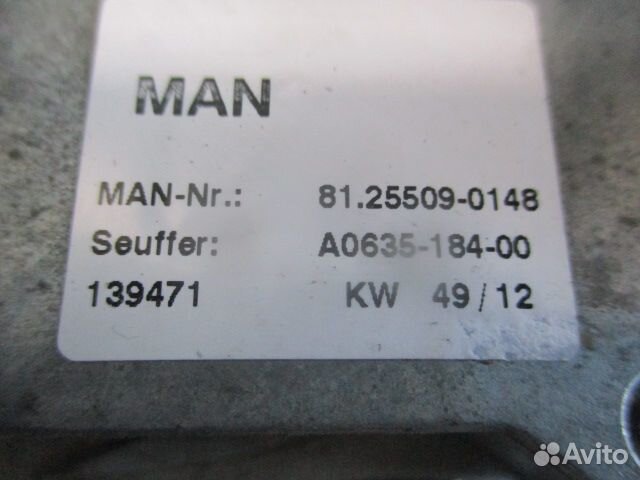 MAN
MAN-Nr.: 81.25509-0148
Seuffer: A0635-184-00
139471 KW 49/12
Avito